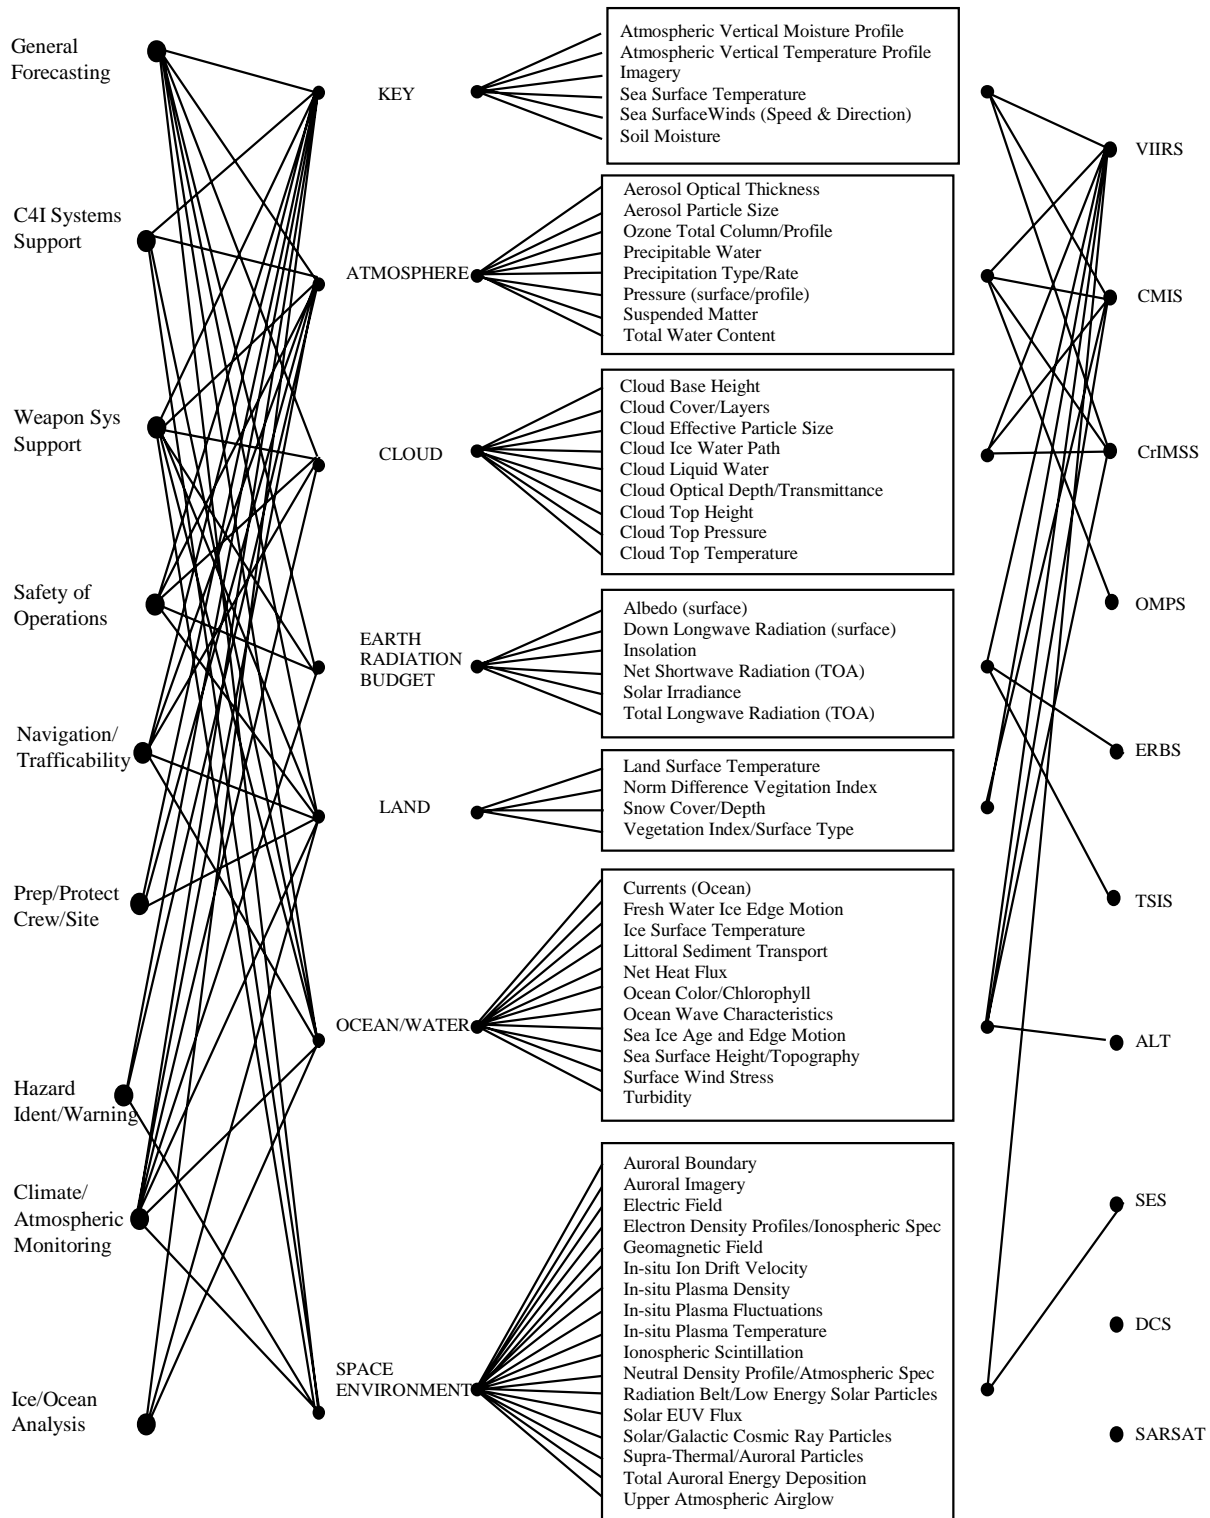 General
Forecasting
C4I Systems
Support
Weapon Sys
Support
Safety of
Operations
Navigation/
Trafficability
Prep/Protect
Crew/Site
Hazard
Ident/Warning
Climate/
Atmospheric
Monitoring
Ice/Ocean
Analysis
KEY
ATMOSPHERE
CLOUD
EARTH
RADIATION
BUDGET
LAND
OCEAN/WATER
SPACE
ENVIRONMENT
Atmospheric Vertical Moisture Profile
Atmospheric Vertical Temperature Profile
Imagery
Sea Surface Temperature
Sea SurfaceWinds (Speed & Direction)
Soil Moisture
Aerosol Optical Thickness
Aerosol Particle Size
Ozone Total Column/Profile
Precipitable Water
Precipitation Type/Rate
Pressure (surface/profile)
Suspended Matter
Total Water Content
Cloud Base Height
Cloud Cover/Layers
Cloud Effective Particle Size
Cloud Ice Water Path
Cloud Liquid Water
Cloud Optical Depth/Transmittance
Cloud Top Height
Cloud Top Pressure
Cloud Top Temperature
Albedo (surface)
Down Longwave Radiation (surface)
Insolation
Net Shortwave Radiation (TOA)
Solar Irradiance
Total Longwave Radiation (TOA)
Land Surface Temperature
Norm Difference Vegitation Index
Snow Cover/Depth
Vegetation Index/Surface Type
Currents (Ocean)
Fresh Water Ice Edge Motion
Ice Surface Temperature
Littoral Sediment Transport
Net Heat Flux
Ocean Color/Chlorophyll
Ocean Wave Characteristics
Sea Ice Age and Edge Motion
Sea Surface Height/Topography
Surface Wind Stress
Turbidity
Auroral Boundary
Auroral Imagery
Electric Field
Electron Density Profiles/Ionospheric Spec
Geomagnetic Field
In-situ Ion Drift Velocity
In-situ Plasma Density
In-situ Plasma Fluctuations
In-situ Plasma Temperature
Ionospheric Scintillation
Neutral Density Profile/Atmospheric Spec
Radiation Belt/Low Energy Solar Particles
Solar EUV Flux
Solar/Galactic Cosmic Ray Particles
Supra-Thermal/Auroral Particles
Total Auroral Energy Deposition
Upper Atmospheric Airglow
VIIRS
CMIS
CrIMSS
OMPS
ERBS
TSIS
ALT
SES
DCS
SARSAT